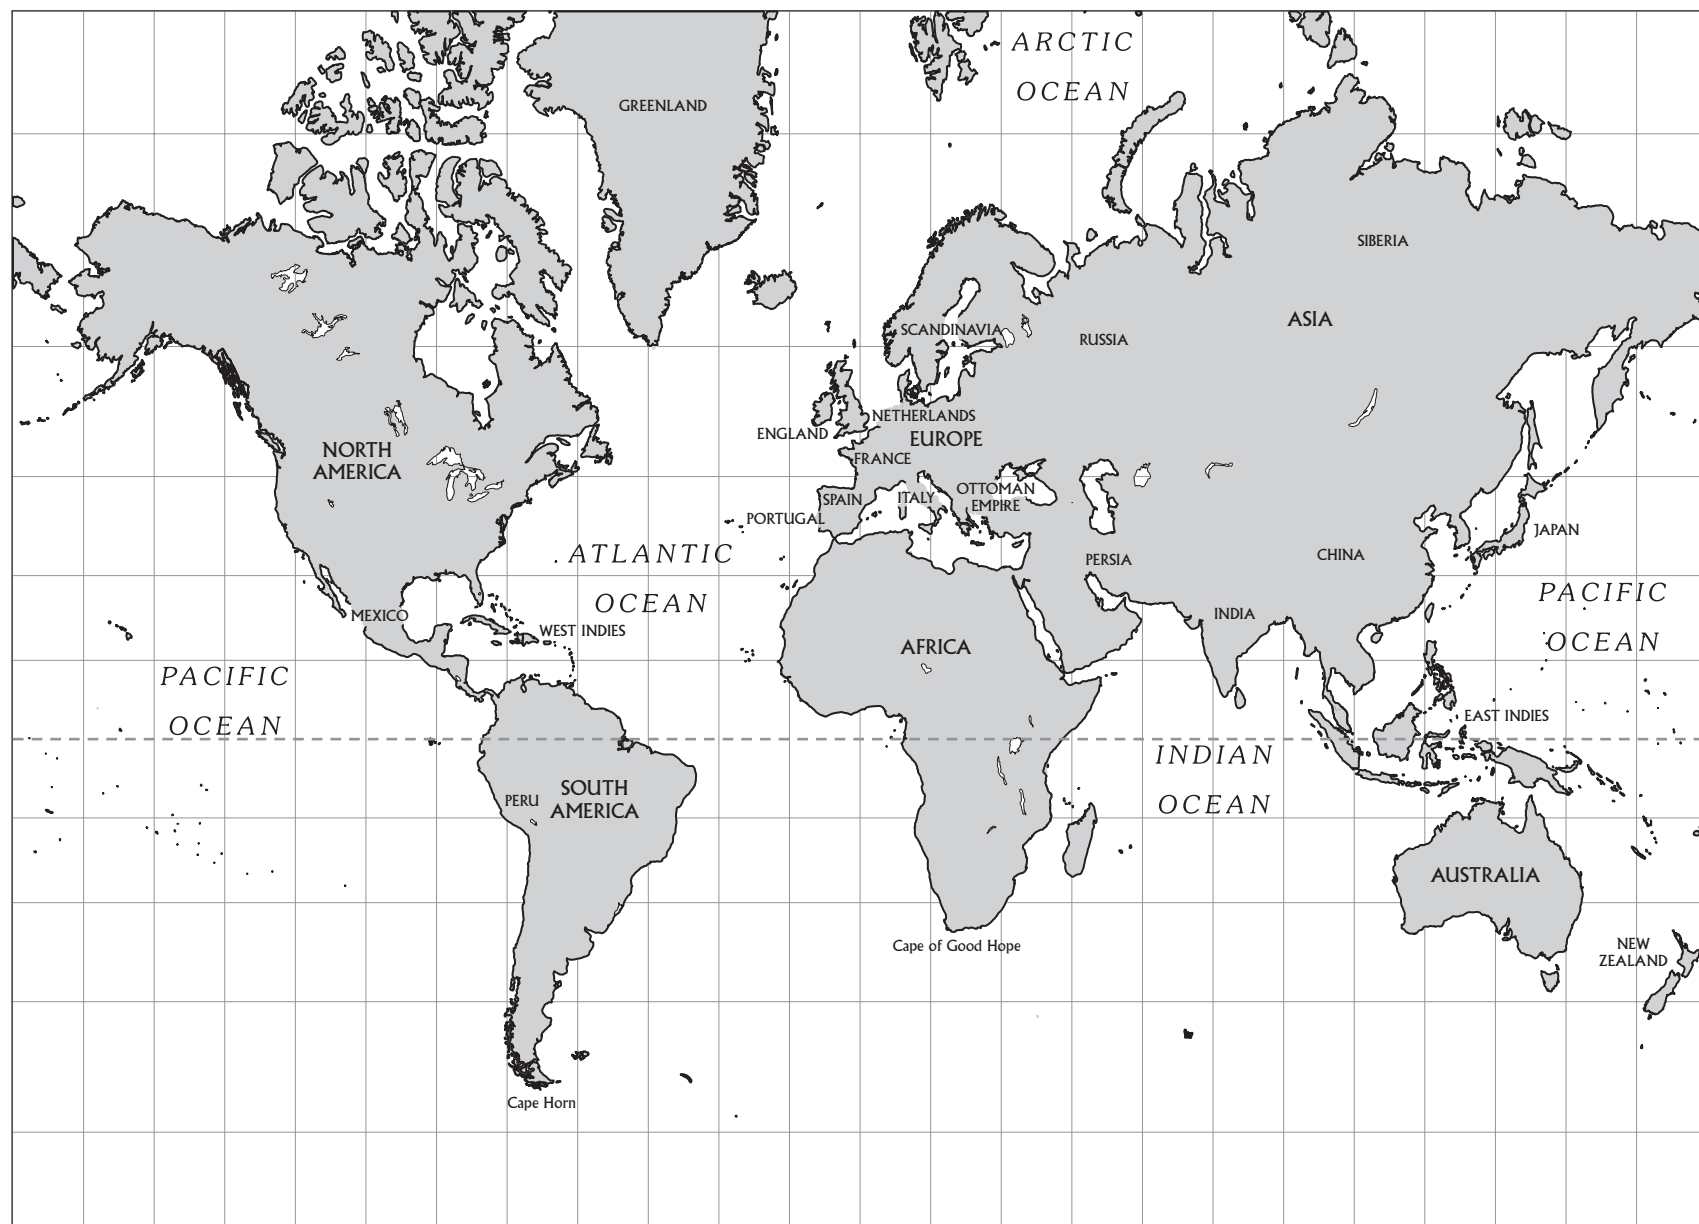 ARCTIC
OCEAN
GREENLAND
SIBERIA
ASIA
SCANDINAVIA
RUSSIA
NETHERLANDS
ENGLAND
EUROPE
NORTH
AMERICA
FRANCE
SPAIN
ITALY
OTTOMAN
EMPIRE
PORTUGAL
JAPAN
ATLANTIC
OCEAN
PERSIA
CHINA
PACIFIC
OCEAN
MEXICO
WEST INDIES
INDIA
AFRICA
PACIFIC
OCEAN
EAST INDIES
INDIAN
OCEAN
PERU
SOUTH
AMERICA
AUSTRALIA
Cape of Good Hope
NEW
ZEALAND
Cape Horn